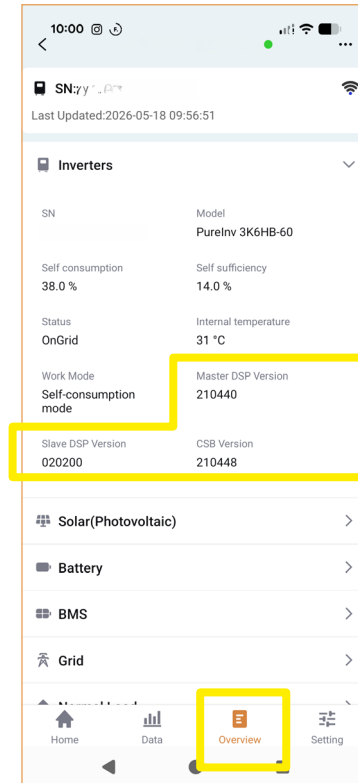 10:00
SN:
Last Updated:2026-05-18 09:56:51
Inverters
SN
Model
PureInv 3K6HB-60
Self consumption
Self sufficiency
38.0 %
14.0 %
Status
Internal temperature
OnGrid
31 °C
Work Mode
Master DSP Version
Self-consumption
mode
210440
Slave DSP Version
CSB Version
020200
210448
Solar(Photovoltaic)
Battery
BMS
Grid
Home
Data
Overview
Setting